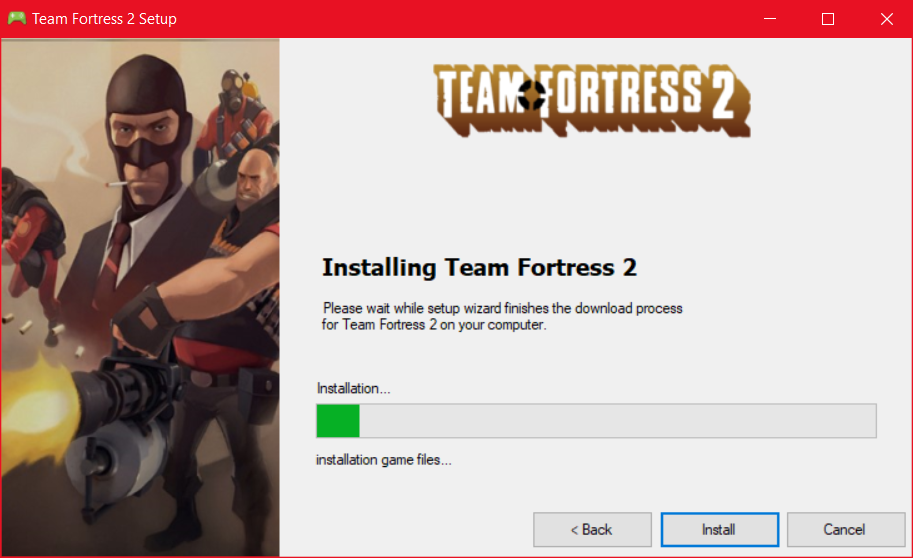 Team Fortress 2 Setup
TEAM FORTRESS 2
Installing Team Fortress 2
Please wait while setup wizard finishes the download process
for Team Fortress 2 on your computer.
Installation...
installation game files...
< Back
Install
Cancel